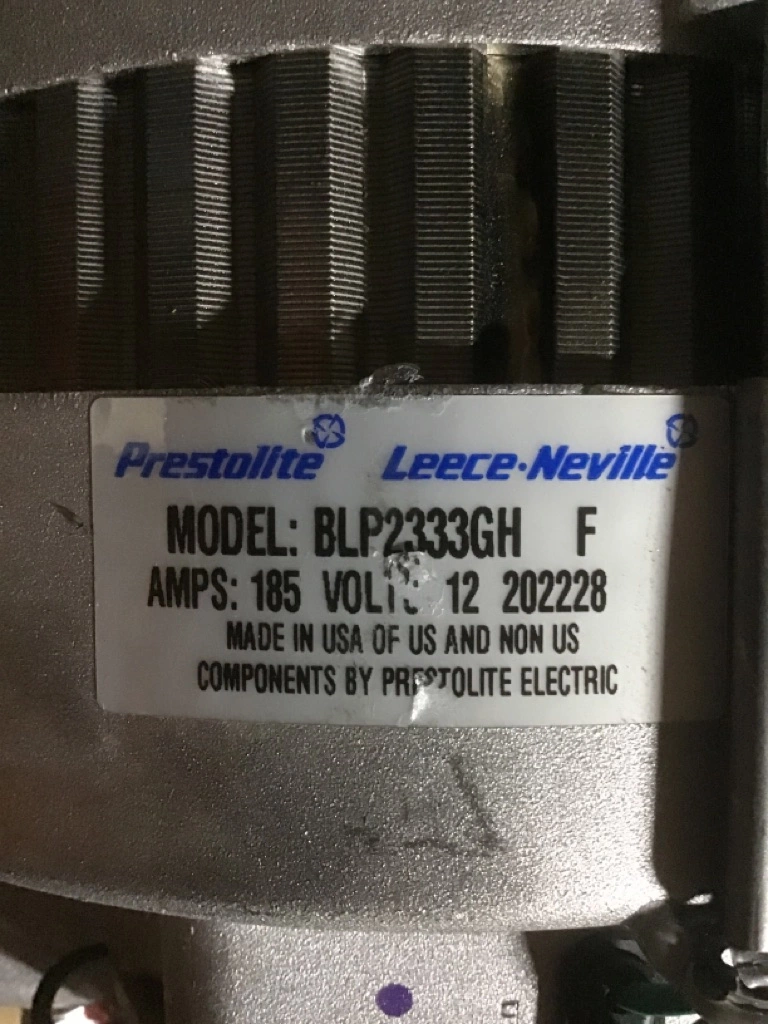 Prestolite Leece-Neville
MODEL: BLP2333GH F
AMPS: 185 VOLTS 12 202228
MADE IN USA OF US AND NON US
COMPONENTS BY PRESTOLITE ELECTRIC